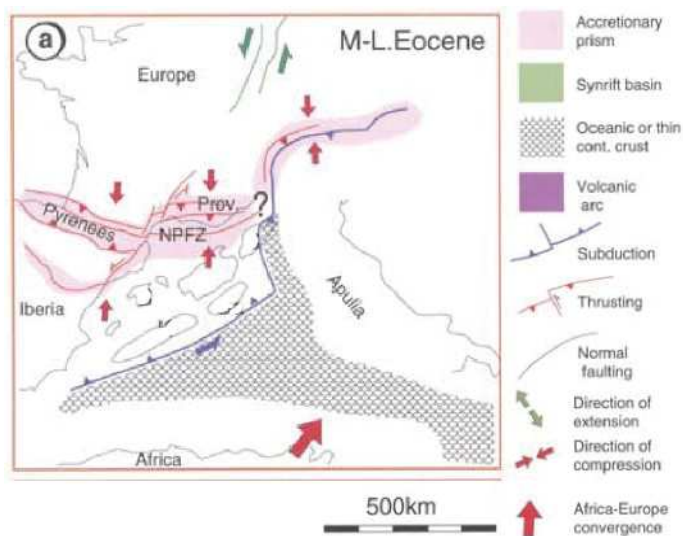 a
M-L.Eocene
Europe
Pyrenees
Prov.
?
NPFZ
Iberia
Apulia
Africa
500km
Accretionary
prism
Synrift basin
Oceanic or thin
cont. crust
Volcanic
arc
Subduction
Thrusting
Normal
faulting
Direction of
extension
Direction of
compression
Africa-Europe
convergence